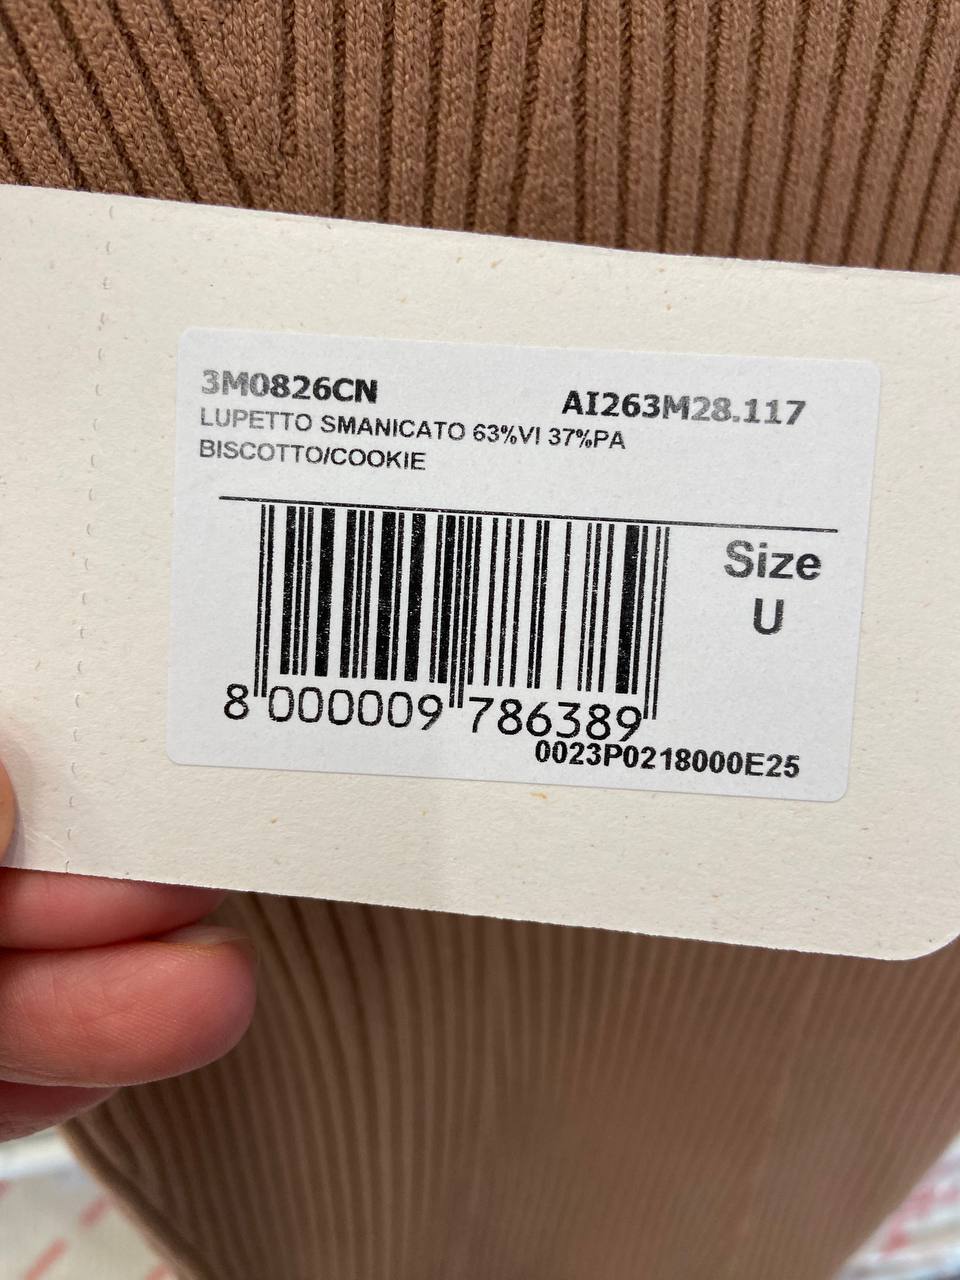 3M0826CN AI263M28.117
LUPETTO SMANICATO 63%VI 37%PA
BISCOTTO/COOKIE
Size
U
8 000009 786389
0023P0218000E25